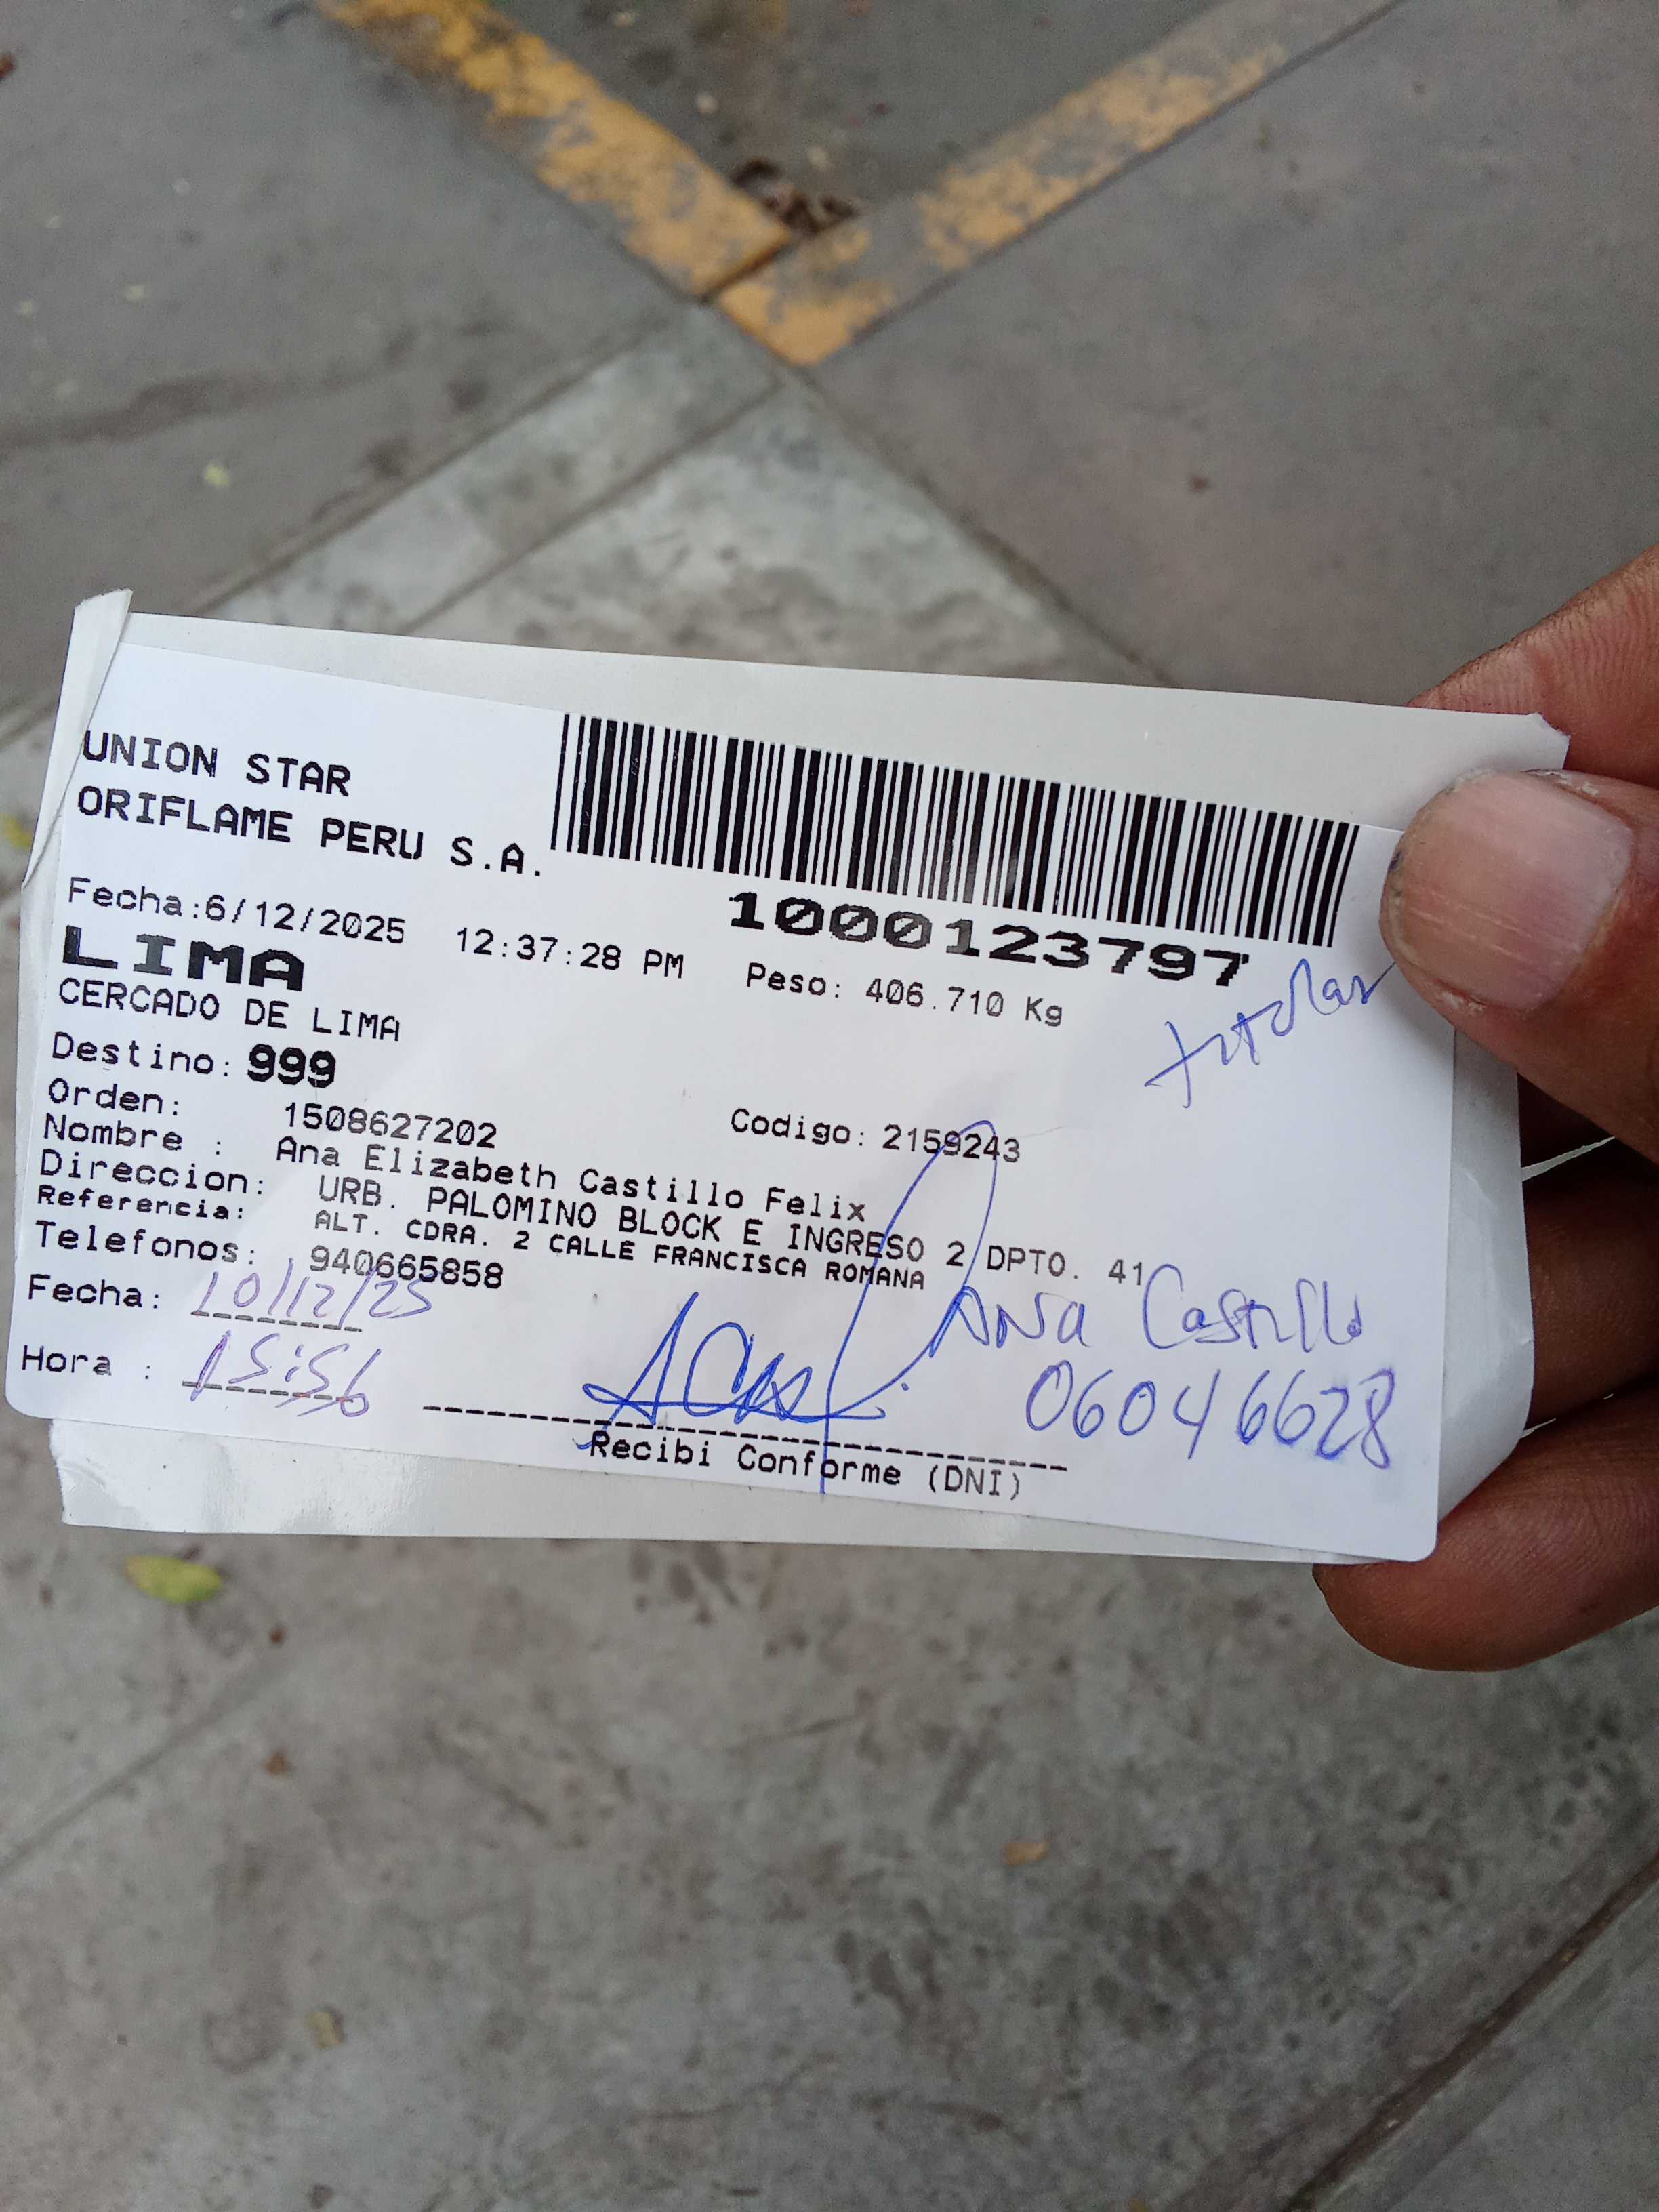 UNION STAR
ORIFLAME PERU S.A.
1000123797
Fecha:6/12/2025 12:37:28 PM Peso: 406.710 Kg
LIMA
CERCADO DE LIMA
titular
Destino: 999
Orden: 1508627202 Codigo: 2159243
Nombre : Ana Elizabeth Castillo Felix
Direccion: URB. PALOMINO BLOCK E INGRESO 2 DPTO. 41
Referencia: ALT. CDRA. 2 CALLE FRANCISCA ROMANA
Telefonos: 940665858
Fecha: 10/12/25
Ana Castillo
Hora : 15:56
06046628
Recibi Conforme (DNI)